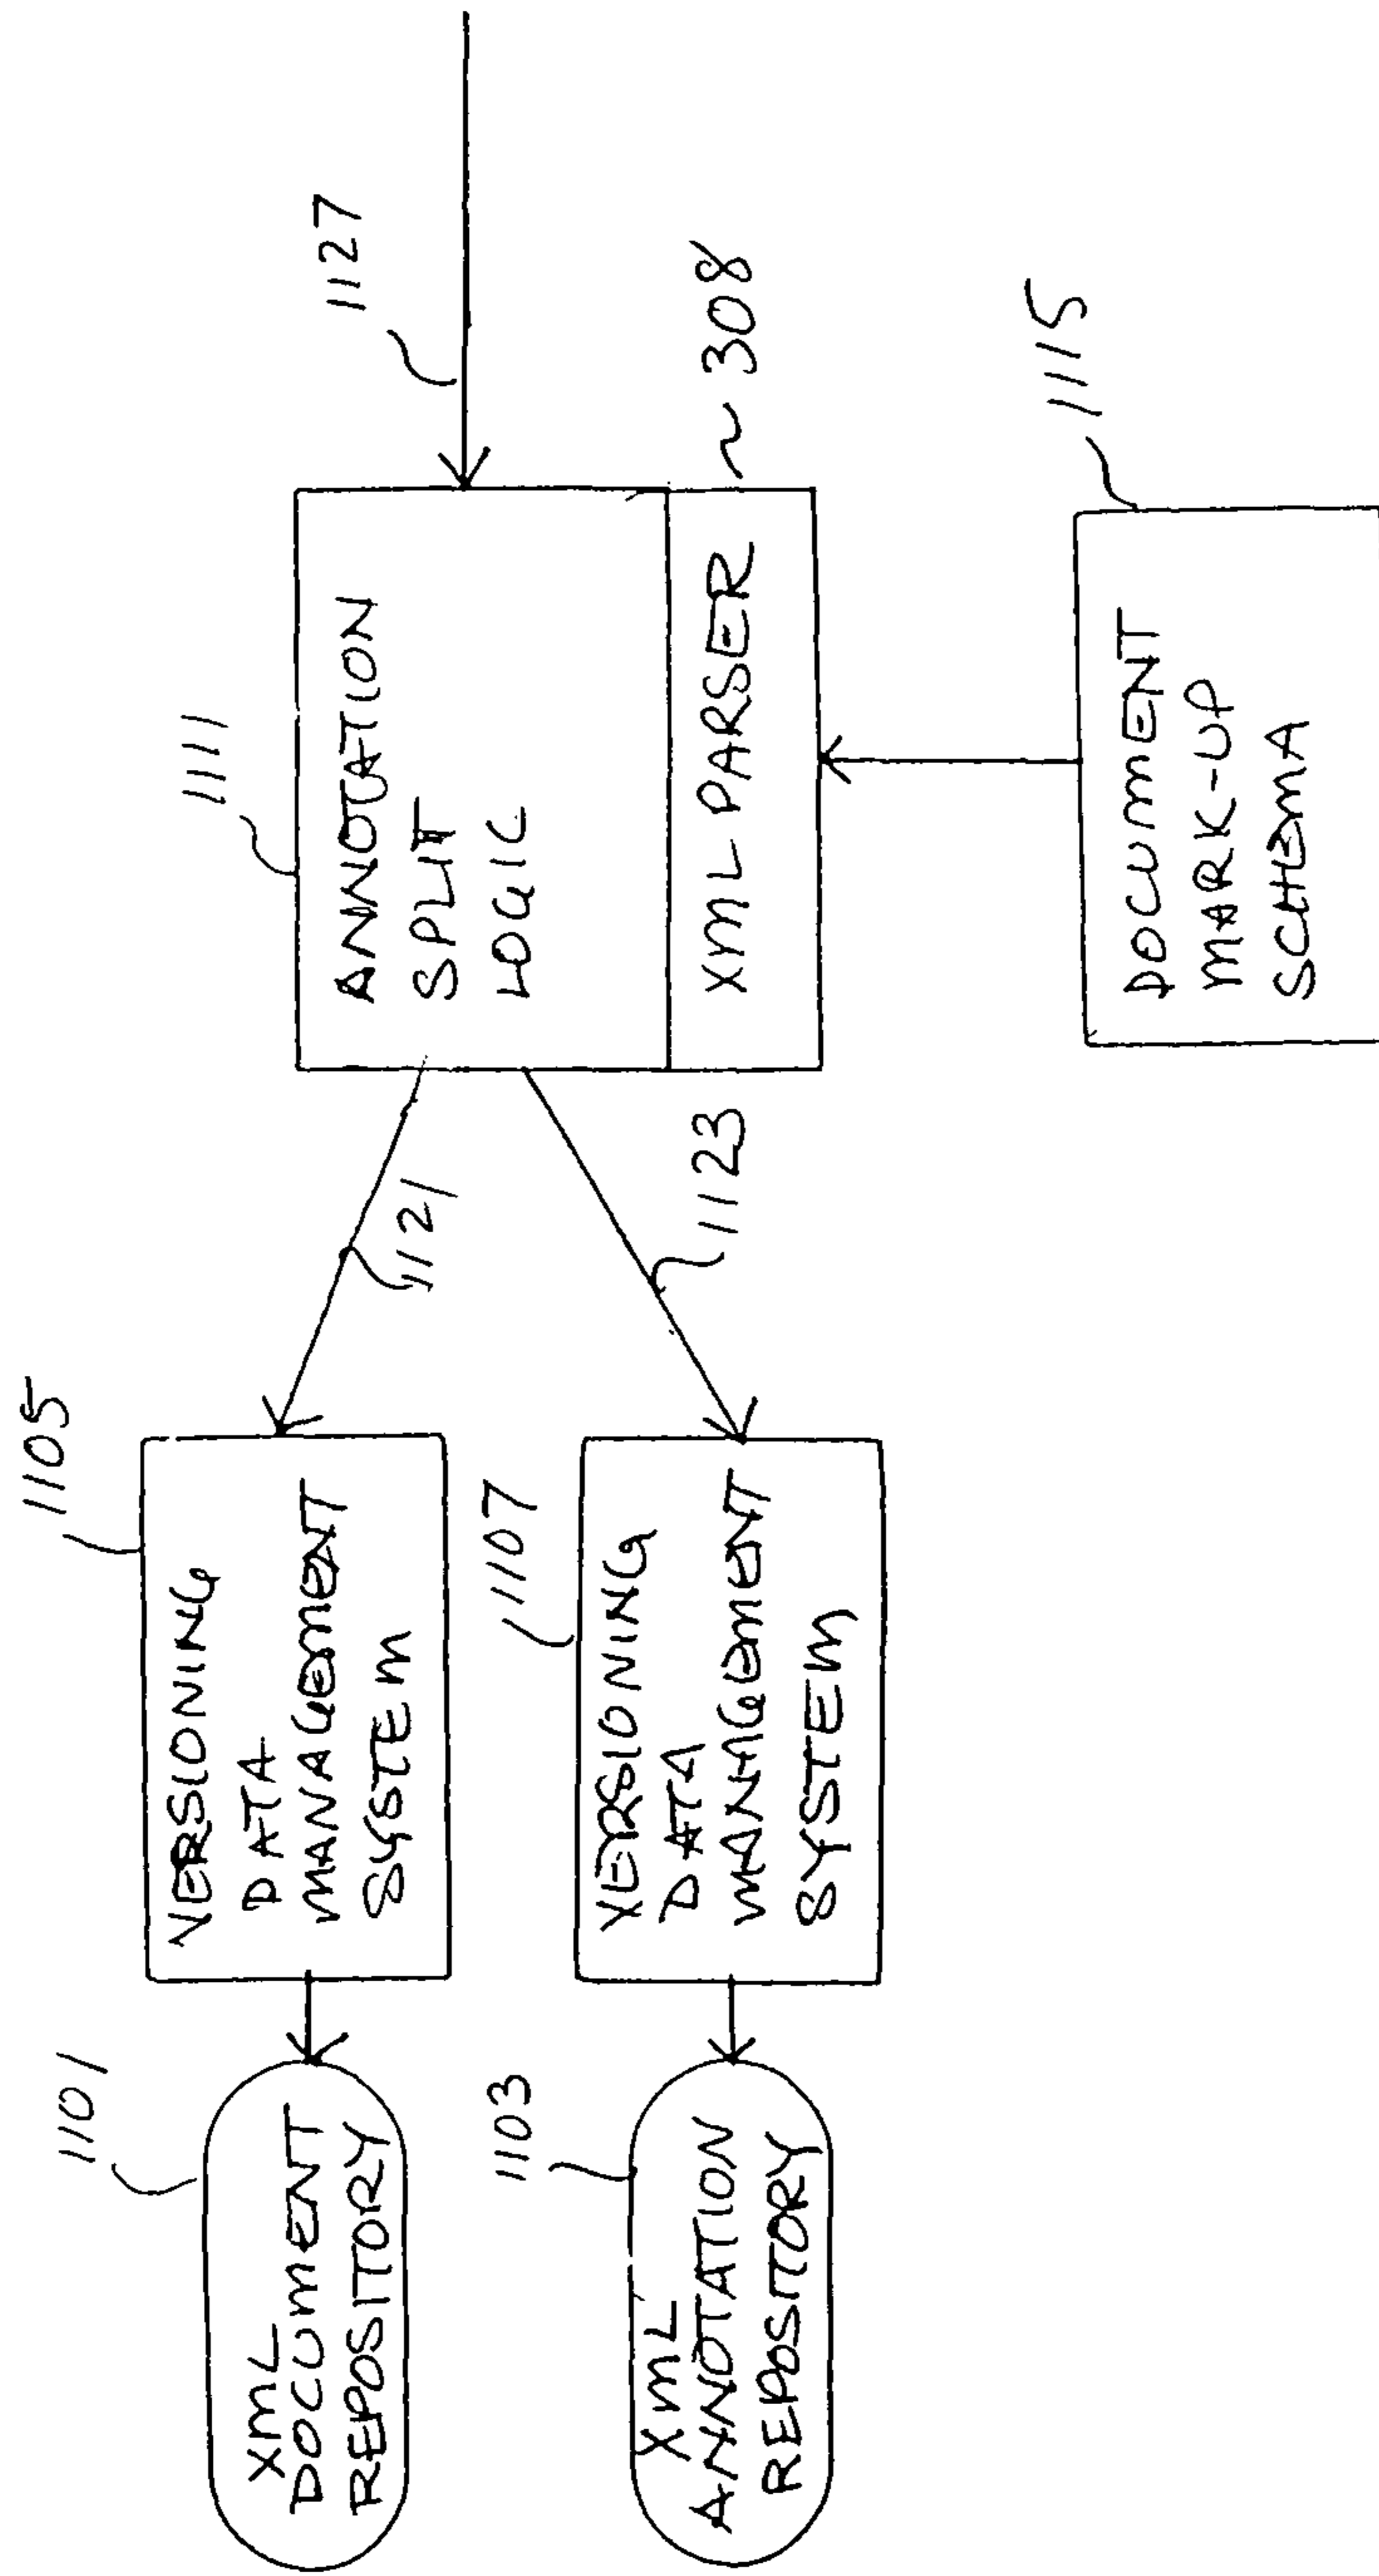 1101
XML
DOCUMENT
REPOSITORY
1105
VERSIONING
DATA
MANAGEMENT
SYSTEM
1121
1111
ANNOTATION
SPLIT
LOGIC
1127
XML PARSER
308
1103
XML
ANNOTATION
REPOSITORY
1107
VERSIONING
DATA
MANAGEMENT
SYSTEM
1123
1115
DOCUMENT
MARK-UP
SCHEMA